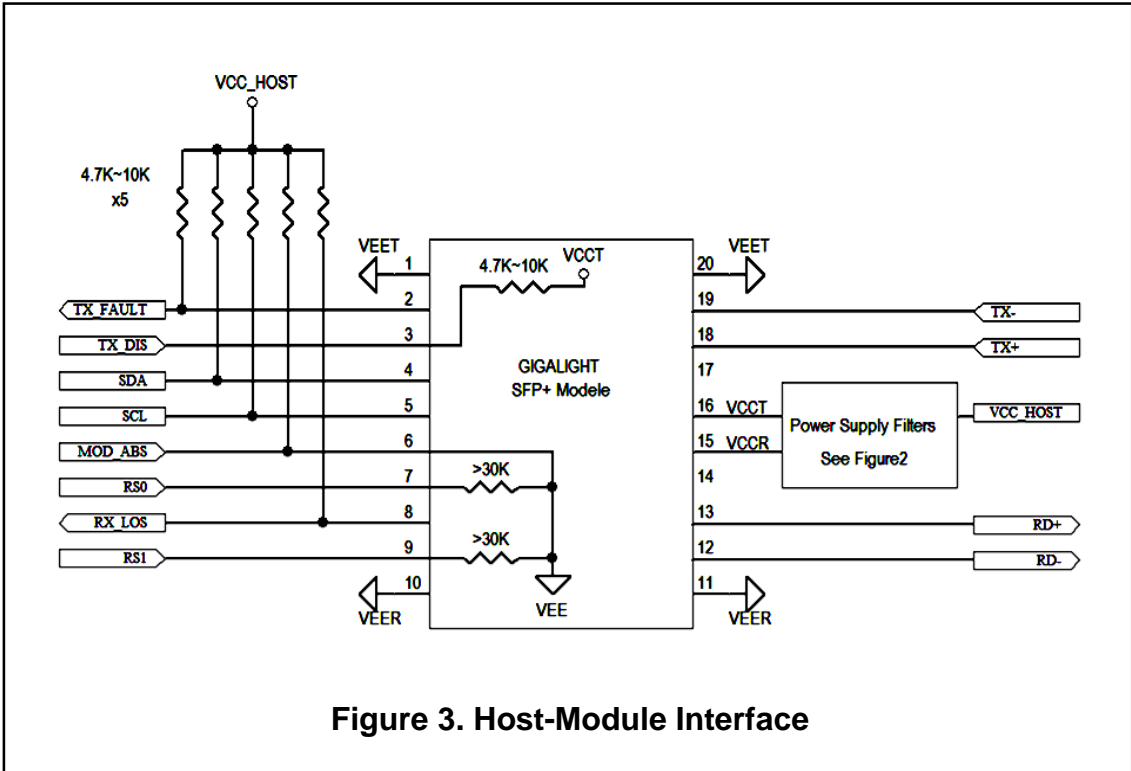 VCC_HOST
4.7K~10K
x5
VEET
1
4.7K~10K
VCCT
20
VEET
TX_FAULT
2
19
TX-
TX_DIS
3
18
TX+
SDA
4
GIGALIGHT
SFP+ Modele
17
SCL
5
16
VCCT
Power Supply Filters
See Figure2
VCC_HOST
MOD_ABS
6
15
VCCR
RS0
7
>30K
14
RX_LOS
8
13
RD+
RS1
9
>30K
12
RD-
10
VEER
VEE
11
VEER
Figure 3. Host-Module Interface